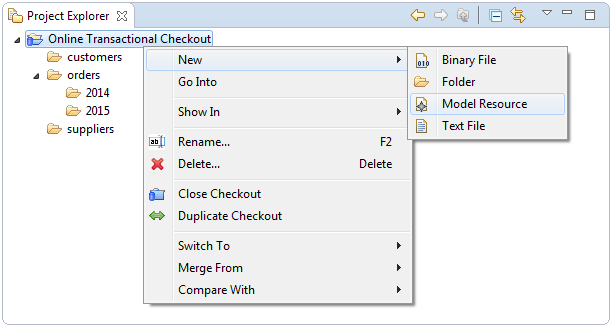 Project Explorer
Online Transactional Checkout
customers
orders
2014
2015
suppliers
New
Go Into
Show In
Rename... F2
Delete... Delete
Close Checkout
Duplicate Checkout
Switch To
Merge From
Compare With
010 Binary File
Folder
Model Resource
Text File